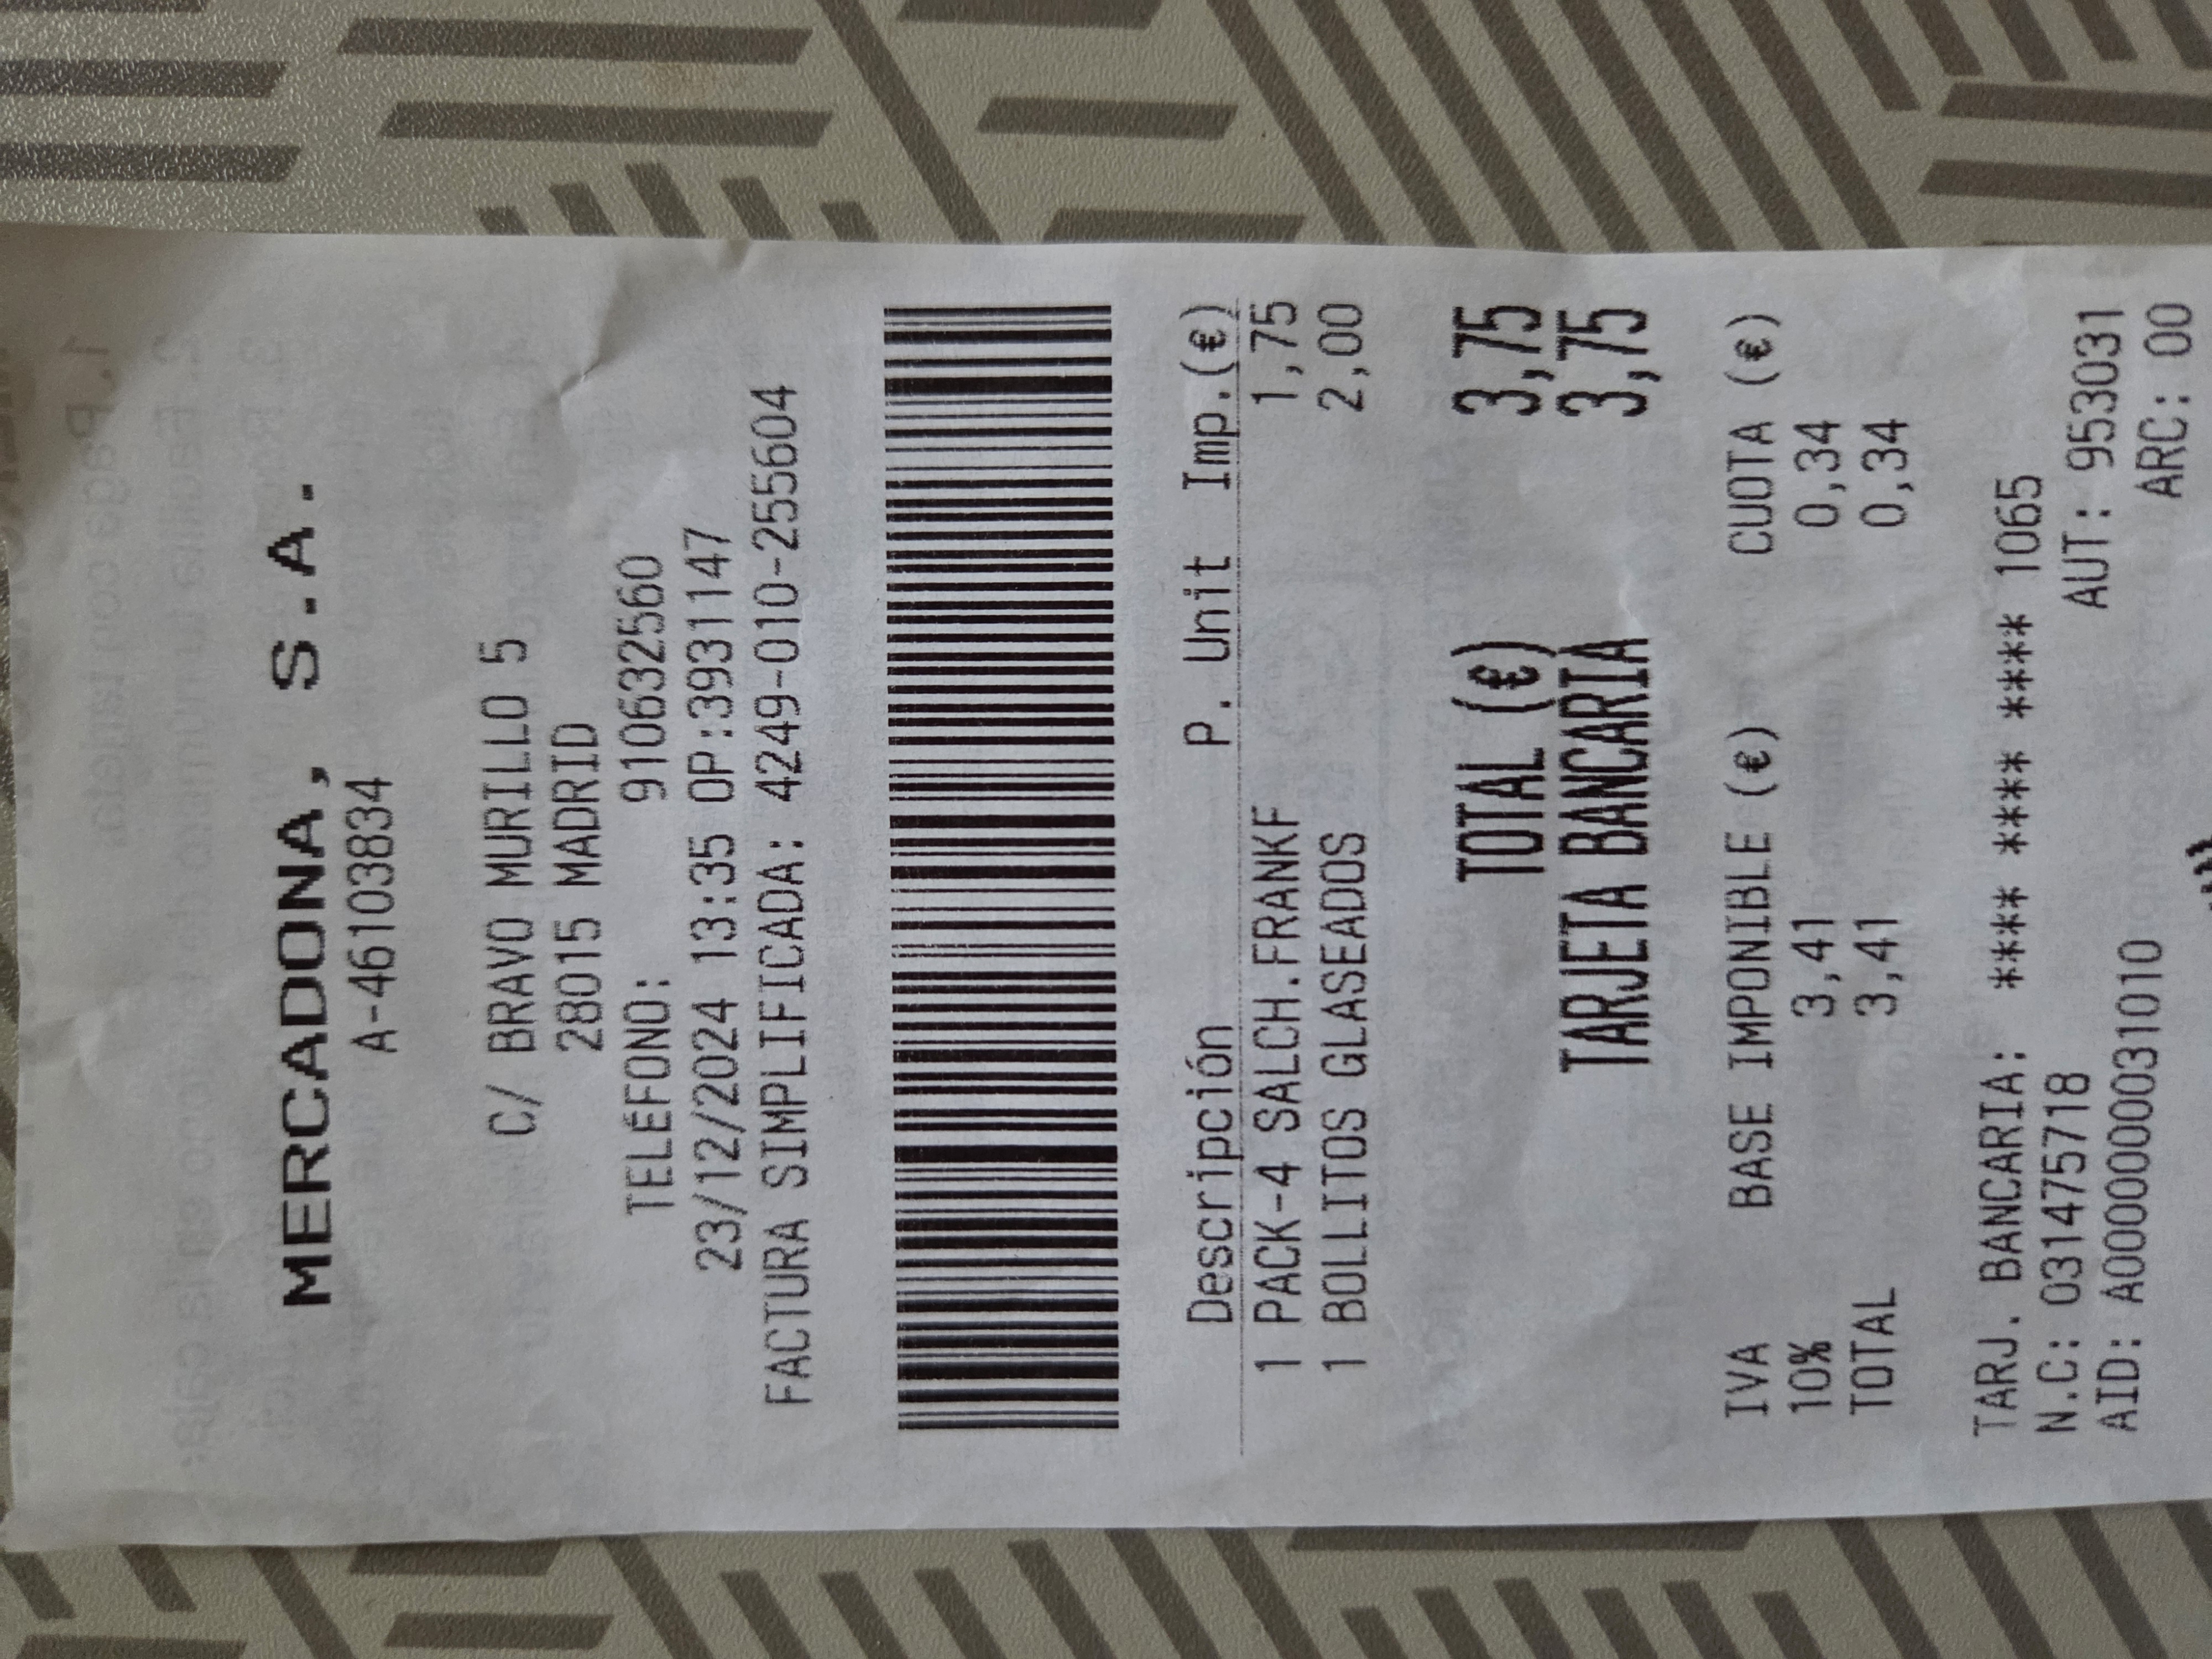 MERCADONA, S.A.
A-46103834
C/ BRAVO MURILLO 5
28015 MADRID
TELÉFONO: 910632560
23/12/2024 13:35 OP:3931147
FACTURA SIMPLIFICADA: 4249-010-255604
Descripción P. Unit Imp.(€)
1 PACK-4 SALCH.FRANKF 1,75
1 BOLLITOS GLASEADOS 2,00
TOTAL (€) 3,75
TARJETA BANCARIA 3,75
IVA BASE IMPONIBLE (€) CUOTA (€)
10% 3,41 0,34
TOTAL 3,41 0,34
TARJ. BANCARIA: **** **** **** 1065
N.C: 031475718 AUT: 953031
AID: A0000000031010 ARC: 00